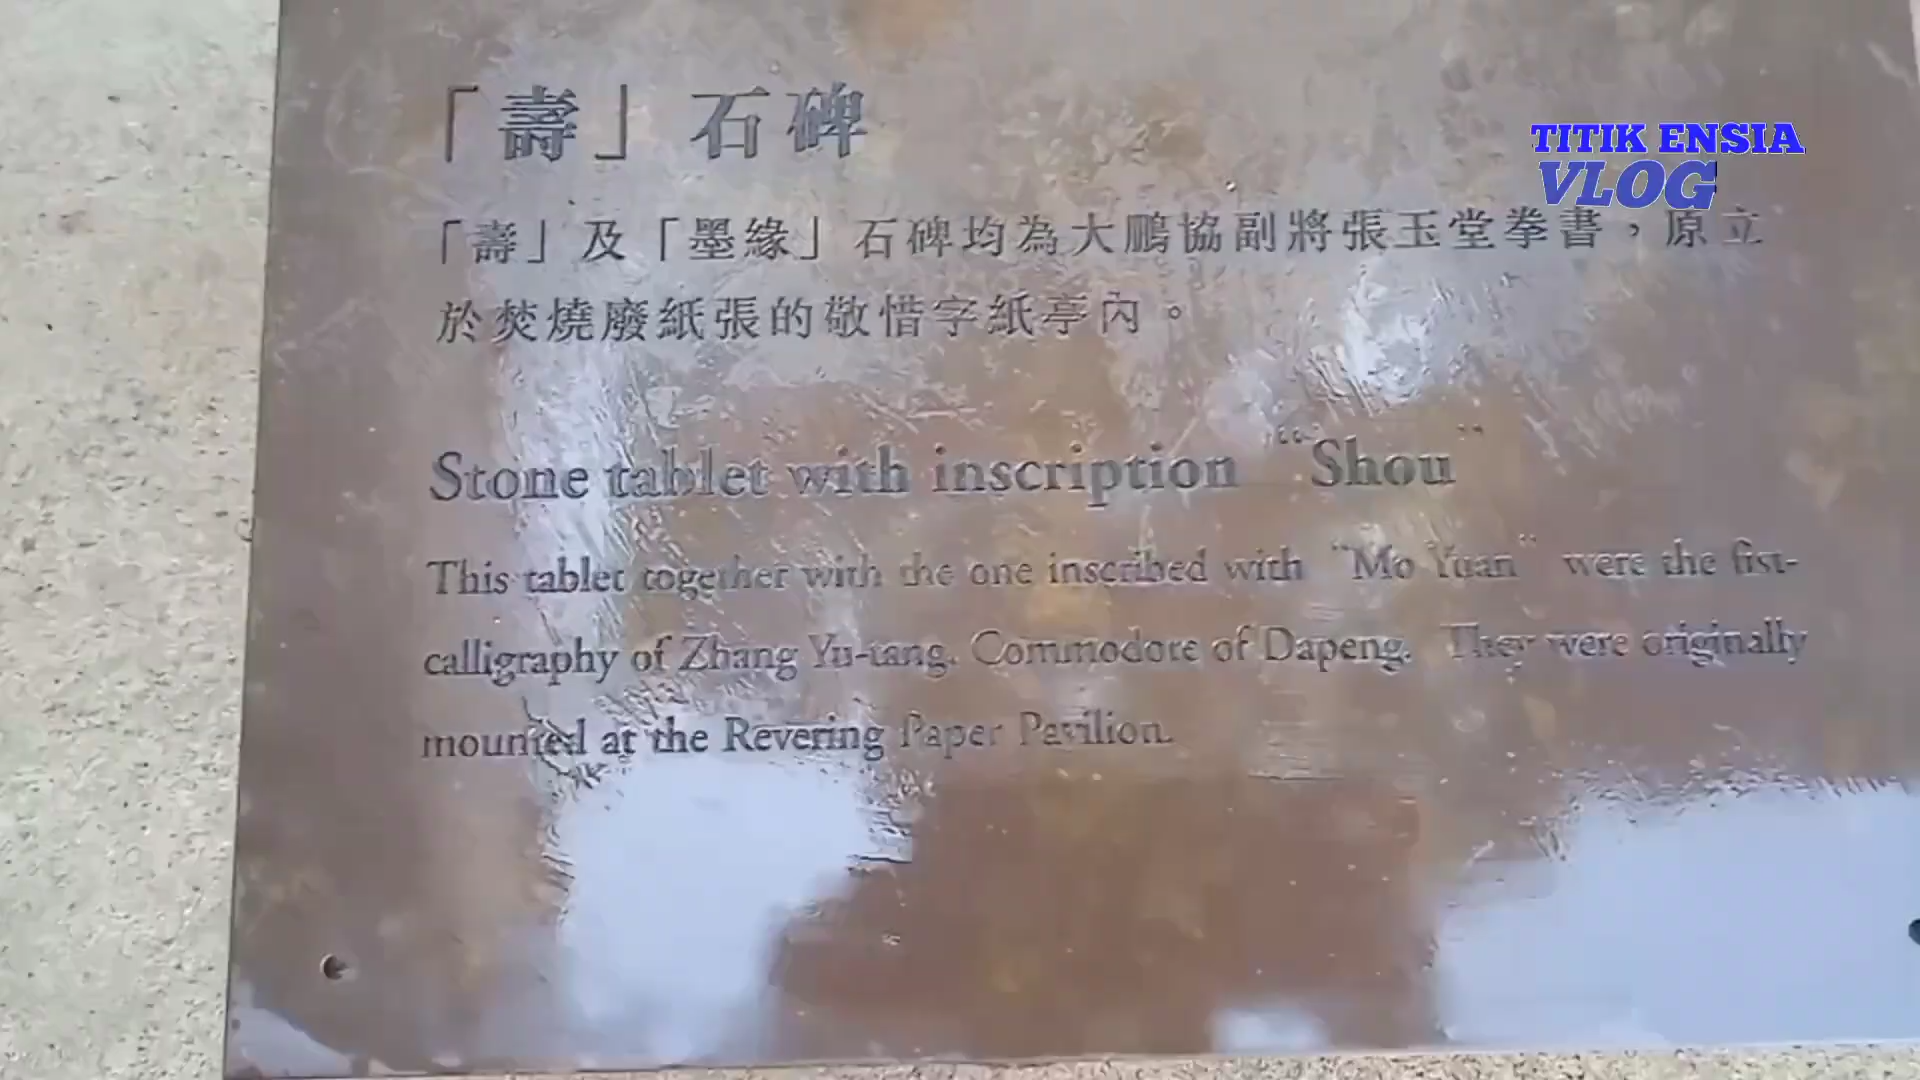 「壽」石碑
TITIK ENSIA
VLOG
「壽」及「墨緣」石碑均為大鵬協副將張玉堂拳書，原立
於焚燒廢紙張的敬惜字紙亭內。
Stone tablet with inscription “Shou”
This tablet together with the one inscribed with “Mo Yuan” were the fist-
calligraphy of Zhang Yu-tang, Commodore of Dapeng. They were originally
mounted at the Revering Paper Pavilion.